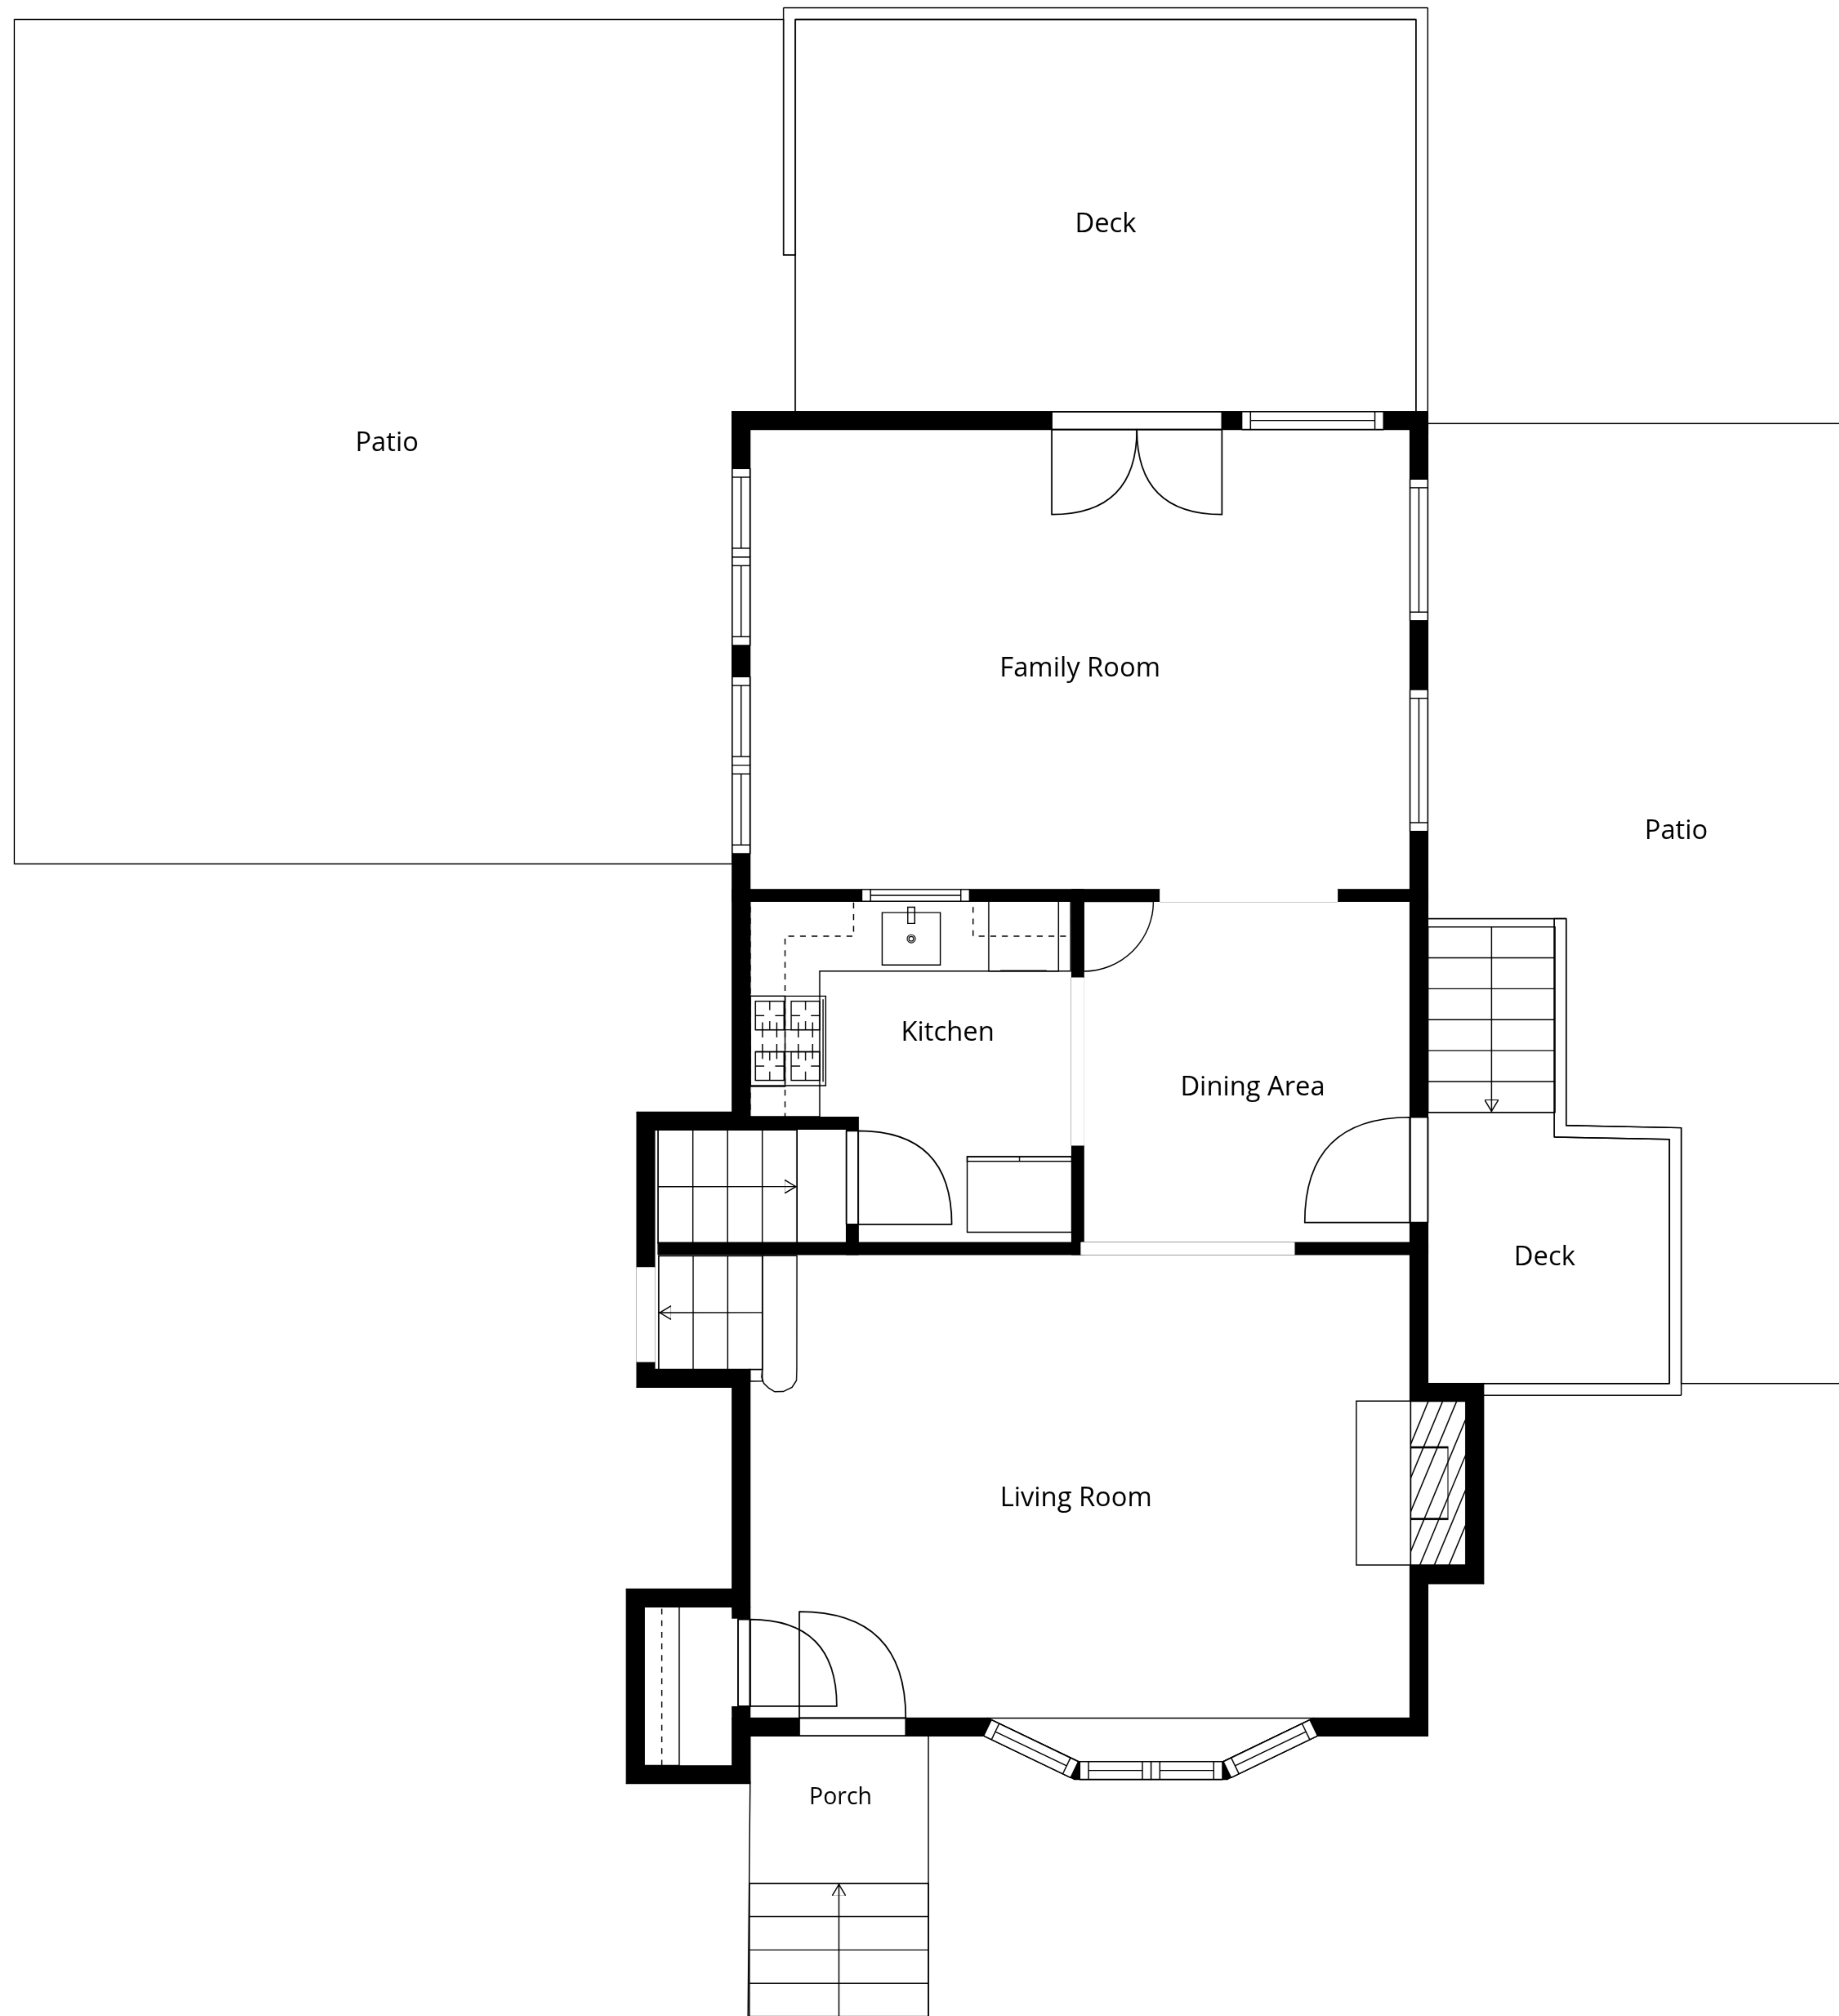 Deck
Patio
Family Room
Patio
Kitchen
Dining Area
Deck
Living Room
Porch